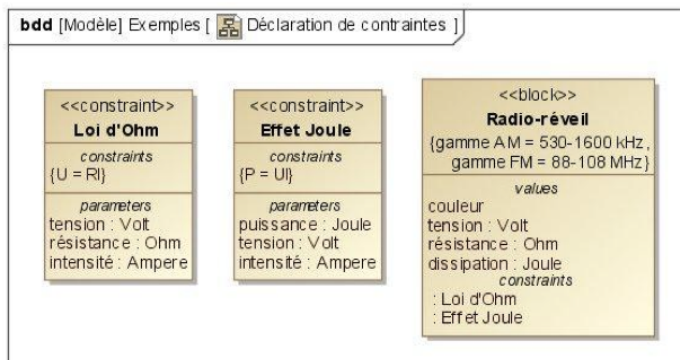 bdd [Modèle] Exemples [ Déclaration de contraintes ]
<<constraint>>
Loi d'Ohm
constraints
{U = RI}
parameters
tension : Volt
résistance : Ohm
intensité : Ampere
<<constraint>>
Effet Joule
constraints
{P = UI}
parameters
puissance : Joule
tension : Volt
intensité : Ampere
<<block>>
Radio-réveil
{gamme AM = 530-1600 kHz,
gamme FM = 88-108 MHz}
values
couleur
tension : Volt
résistance : Ohm
dissipation : Joule
constraints
: Loi d'Ohm
: Effet Joule